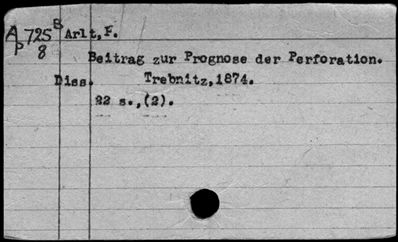 A 725 B Arlt, F.
P 8
Beitrag zur Prognose der Perforation.
Diss. Trebnitz,1874.
22 s.,(2).